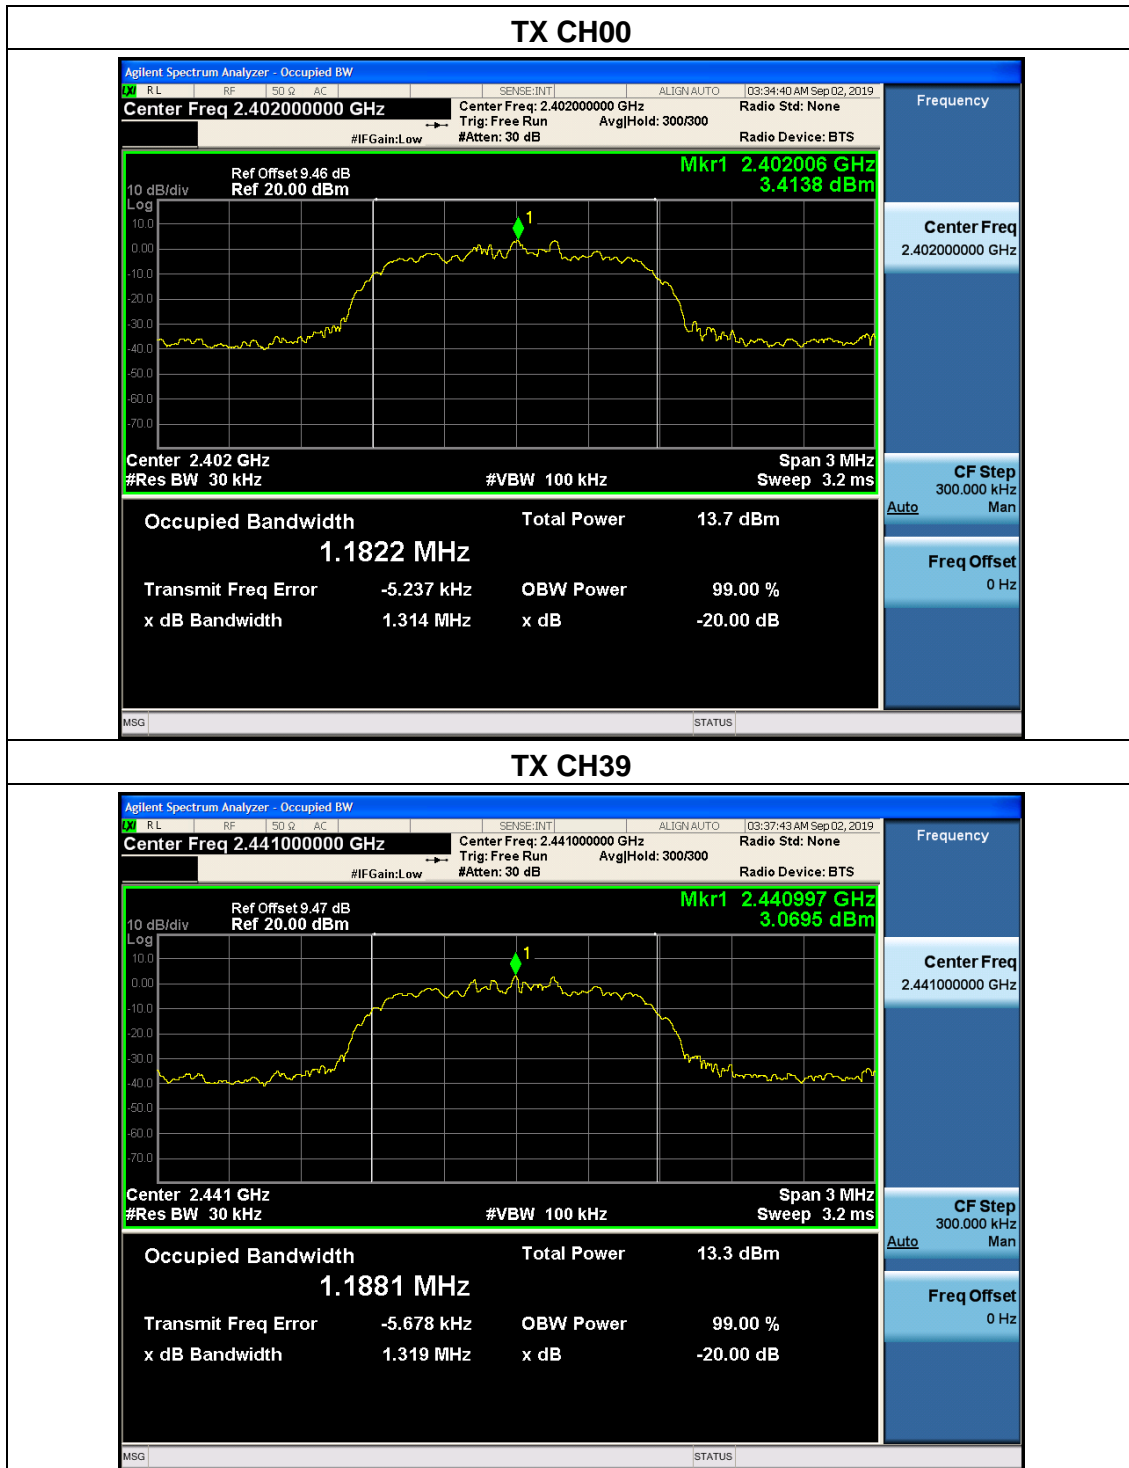 TX CH00
Agilent Spectrum Analyzer - Occupied BW
LXI RL RF 50 Ω AC SENSE:INT ALIGN AUTO 03:34:40 AM Sep 02, 2019
Center Freq 2.402000000 GHz Center Freq: 2.402000000 GHz Radio Std: None Frequency
Trig: Free Run Avg|Hold: 300/300
#IFGain:Low #Atten: 30 dB Radio Device: BTS
Mkr1 2.402006 GHz
3.4138 dBm
Ref Offset 9.46 dB
10 dB/div Ref 20.00 dBm
Log
10.0
0.00
-10.0
-20.0
-30.0
-40.0
-50.0
-60.0
-70.0
1
Center Freq
2.402000000 GHz
Center 2.402 GHz Span 3 MHz
#Res BW 30 kHz #VBW 100 kHz Sweep 3.2 ms
CF Step
300.000 kHz
Auto Man
Occupied Bandwidth Total Power 13.7 dBm
1.1822 MHz
Freq Offset
0 Hz
Transmit Freq Error -5.237 kHz OBW Power 99.00 %
x dB Bandwidth 1.314 MHz x dB -20.00 dB
MSG STATUS
TX CH39
Agilent Spectrum Analyzer - Occupied BW
LXI RL RF 50 Ω AC SENSE:INT ALIGN AUTO 03:37:43 AM Sep 02, 2019
Center Freq 2.441000000 GHz Center Freq: 2.441000000 GHz Radio Std: None Frequency
Trig: Free Run Avg|Hold: 300/300
#IFGain:Low #Atten: 30 dB Radio Device: BTS
Mkr1 2.440997 GHz
3.0695 dBm
Ref Offset 9.47 dB
10 dB/div Ref 20.00 dBm
Log
10.0
0.00
-10.0
-20.0
-30.0
-40.0
-50.0
-60.0
-70.0
1
Center Freq
2.441000000 GHz
Center 2.441 GHz Span 3 MHz
#Res BW 30 kHz #VBW 100 kHz Sweep 3.2 ms
CF Step
300.000 kHz
Auto Man
Occupied Bandwidth Total Power 13.3 dBm
1.1881 MHz
Freq Offset
0 Hz
Transmit Freq Error -5.678 kHz OBW Power 99.00 %
x dB Bandwidth 1.319 MHz x dB -20.00 dB
MSG STATUS